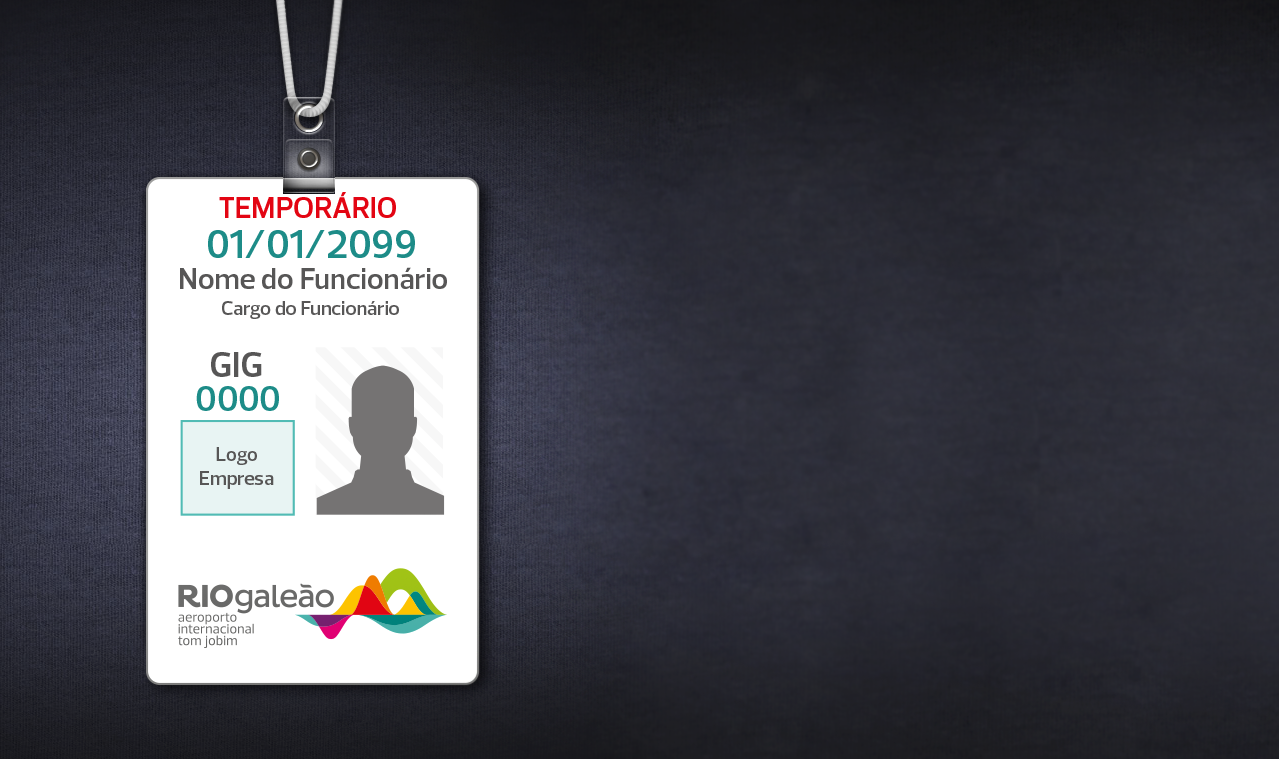 TEMPORÁRIO
01/01/2099
Nome do Funcionário
Cargo do Funcionário
GIG
0000
Logo
Empresa
RIOgaleão
aeroporto
internacional
tom jobim